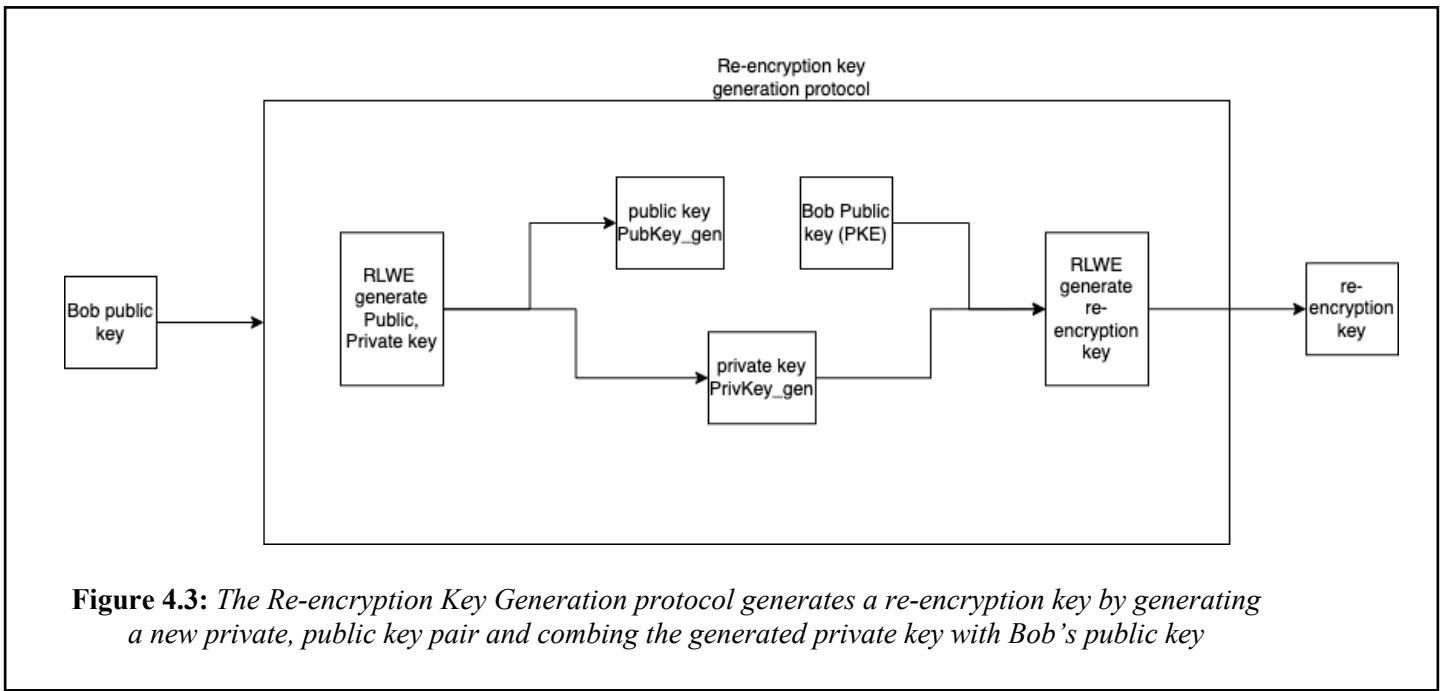 Re-encryption key
generation protocol
Bob public
key
RLWE
generate
Public,
Private key
public key
PubKey_gen
private key
PrivKey_gen
Bob Public
key (PKE)
RLWE
generate
re-
encryption
key
re-
encryption
key
Figure 4.3: The Re-encryption Key Generation protocol generates a re-encryption key by generating
a new private, public key pair and combing the generated private key with Bob’s public key